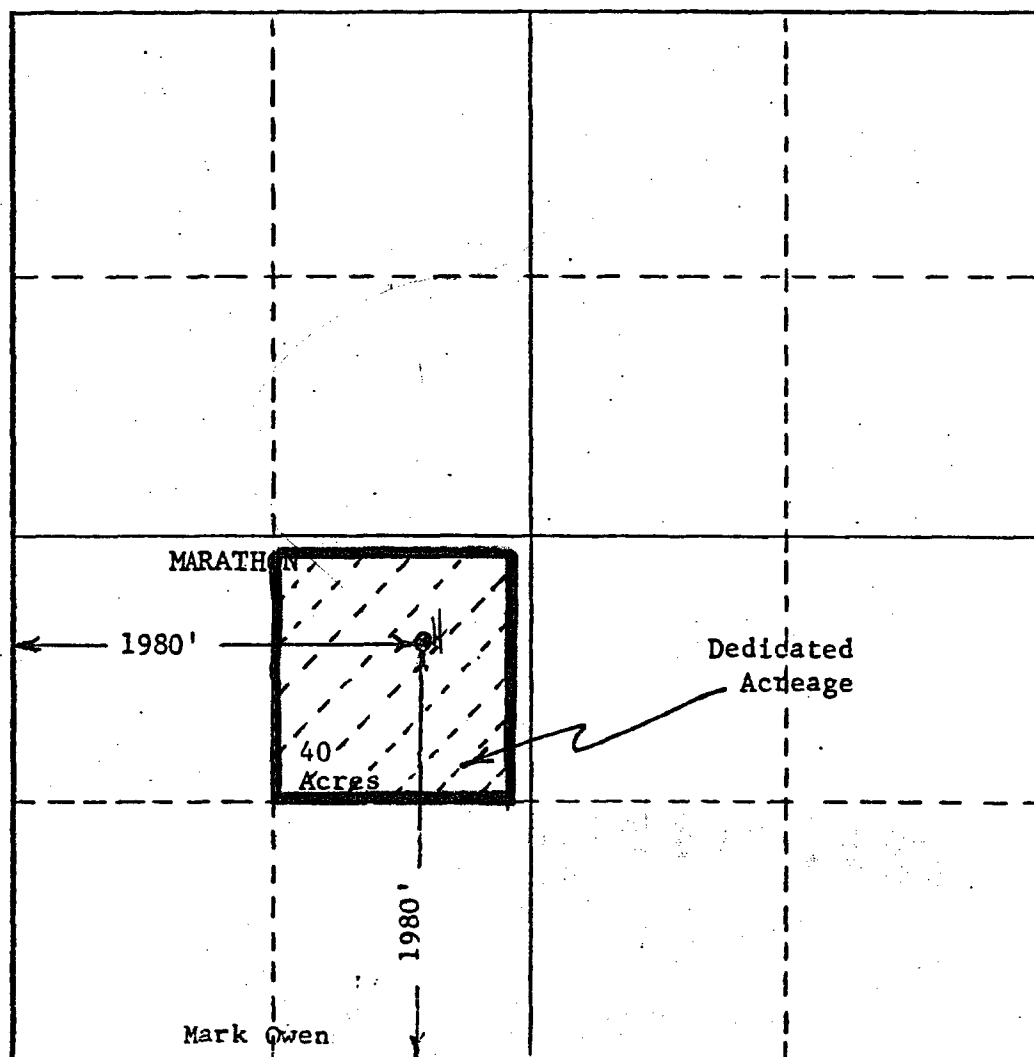 MARATHON
1980'
Dedicated
Acreage
40
Acres
1980'
Mark Owen